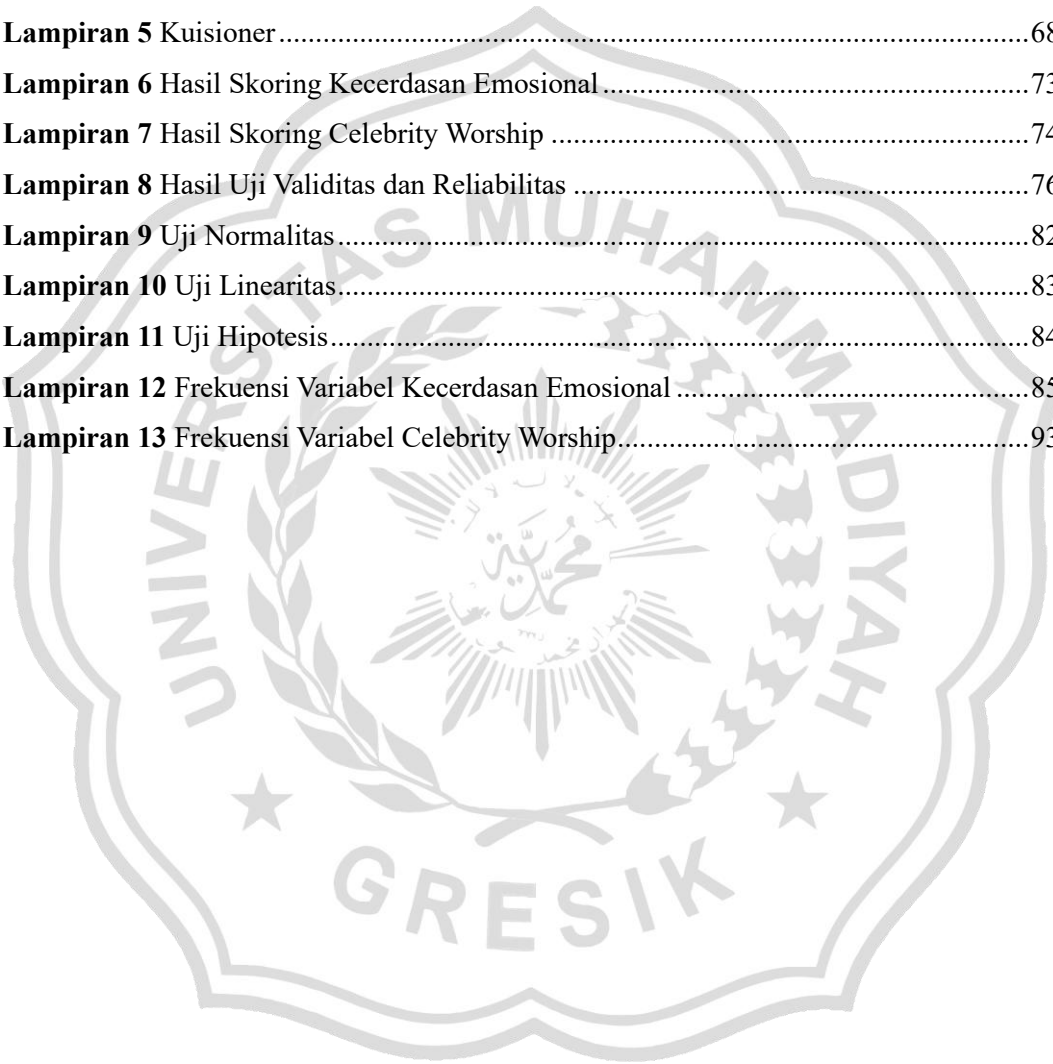 Lampiran 5 Kuisioner....................68
Lampiran 6 Hasil Skoring Kecerdasan Emosional....................73
Lampiran 7 Hasil Skoring Celebrity Worship ....................74
Lampiran 8 Hasil Uji Validitas dan Reliabilitas ....................76
Lampiran 9 Uji Normalitas....................82
Lampiran 10 Uji Linearitas....................83
Lampiran 11 Uji Hipotesis....................84
Lampiran 12 Frekuensi Variabel Kecerdasan Emosional ....................85
Lampiran 13 Frekuensi Variabel Celebrity Worship....................93
UNIVERSITAS MUHAMMADIYAH
GRESIK